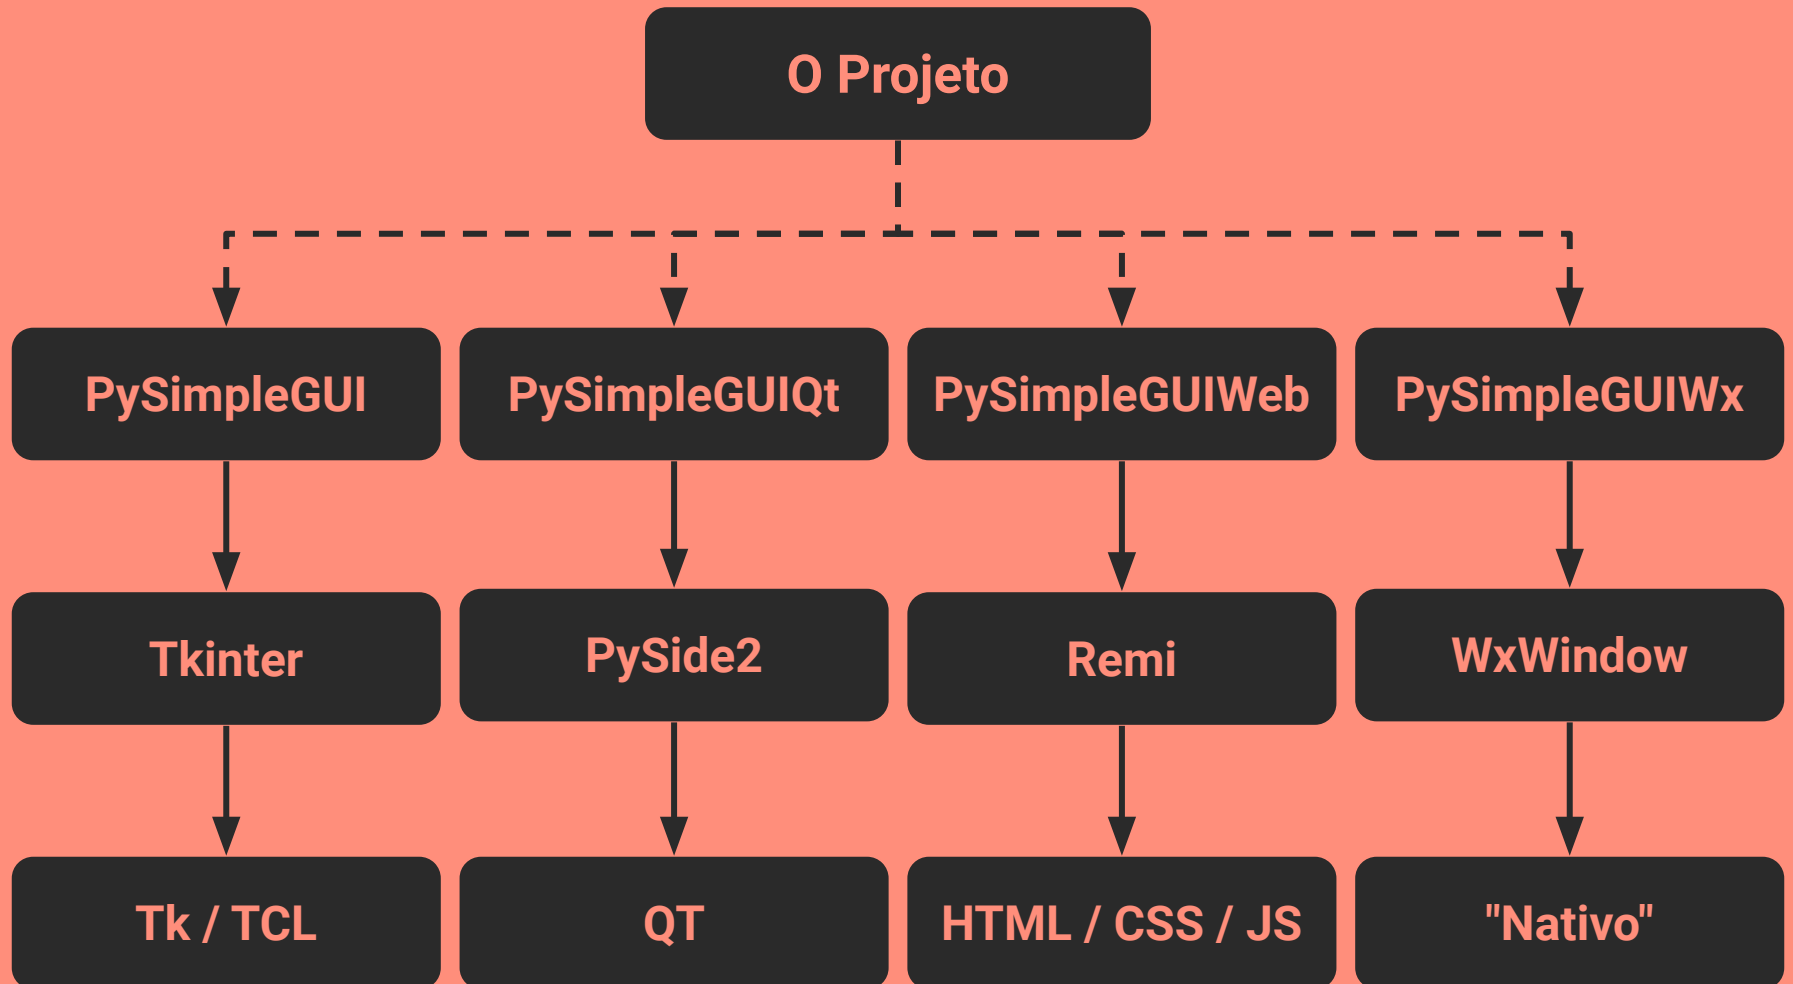 O Projeto
PySimpleGUI
PySimpleGUIQt
PySimpleGUIWeb
PySimpleGUIWx
Tkinter
PySide2
Remi
WxWindow
Tk / TCL
QT
HTML / CSS / JS
"Nativo"